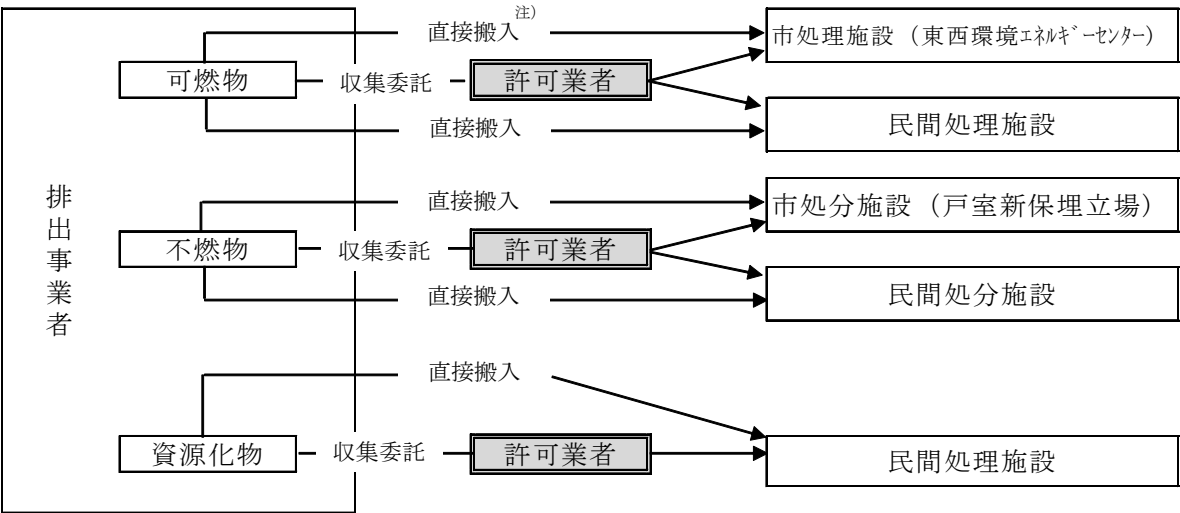 注)
直接搬入
市処理施設（東西環境ｴﾈﾙｷﾞｰｾﾝﾀｰ）
可燃物
収集委託
許可業者
直接搬入
民間処理施設
排出事業者
直接搬入
市処分施設（戸室新保埋立場）
不燃物
収集委託
許可業者
直接搬入
民間処分施設
直接搬入
資源化物
収集委託
許可業者
民間処理施設